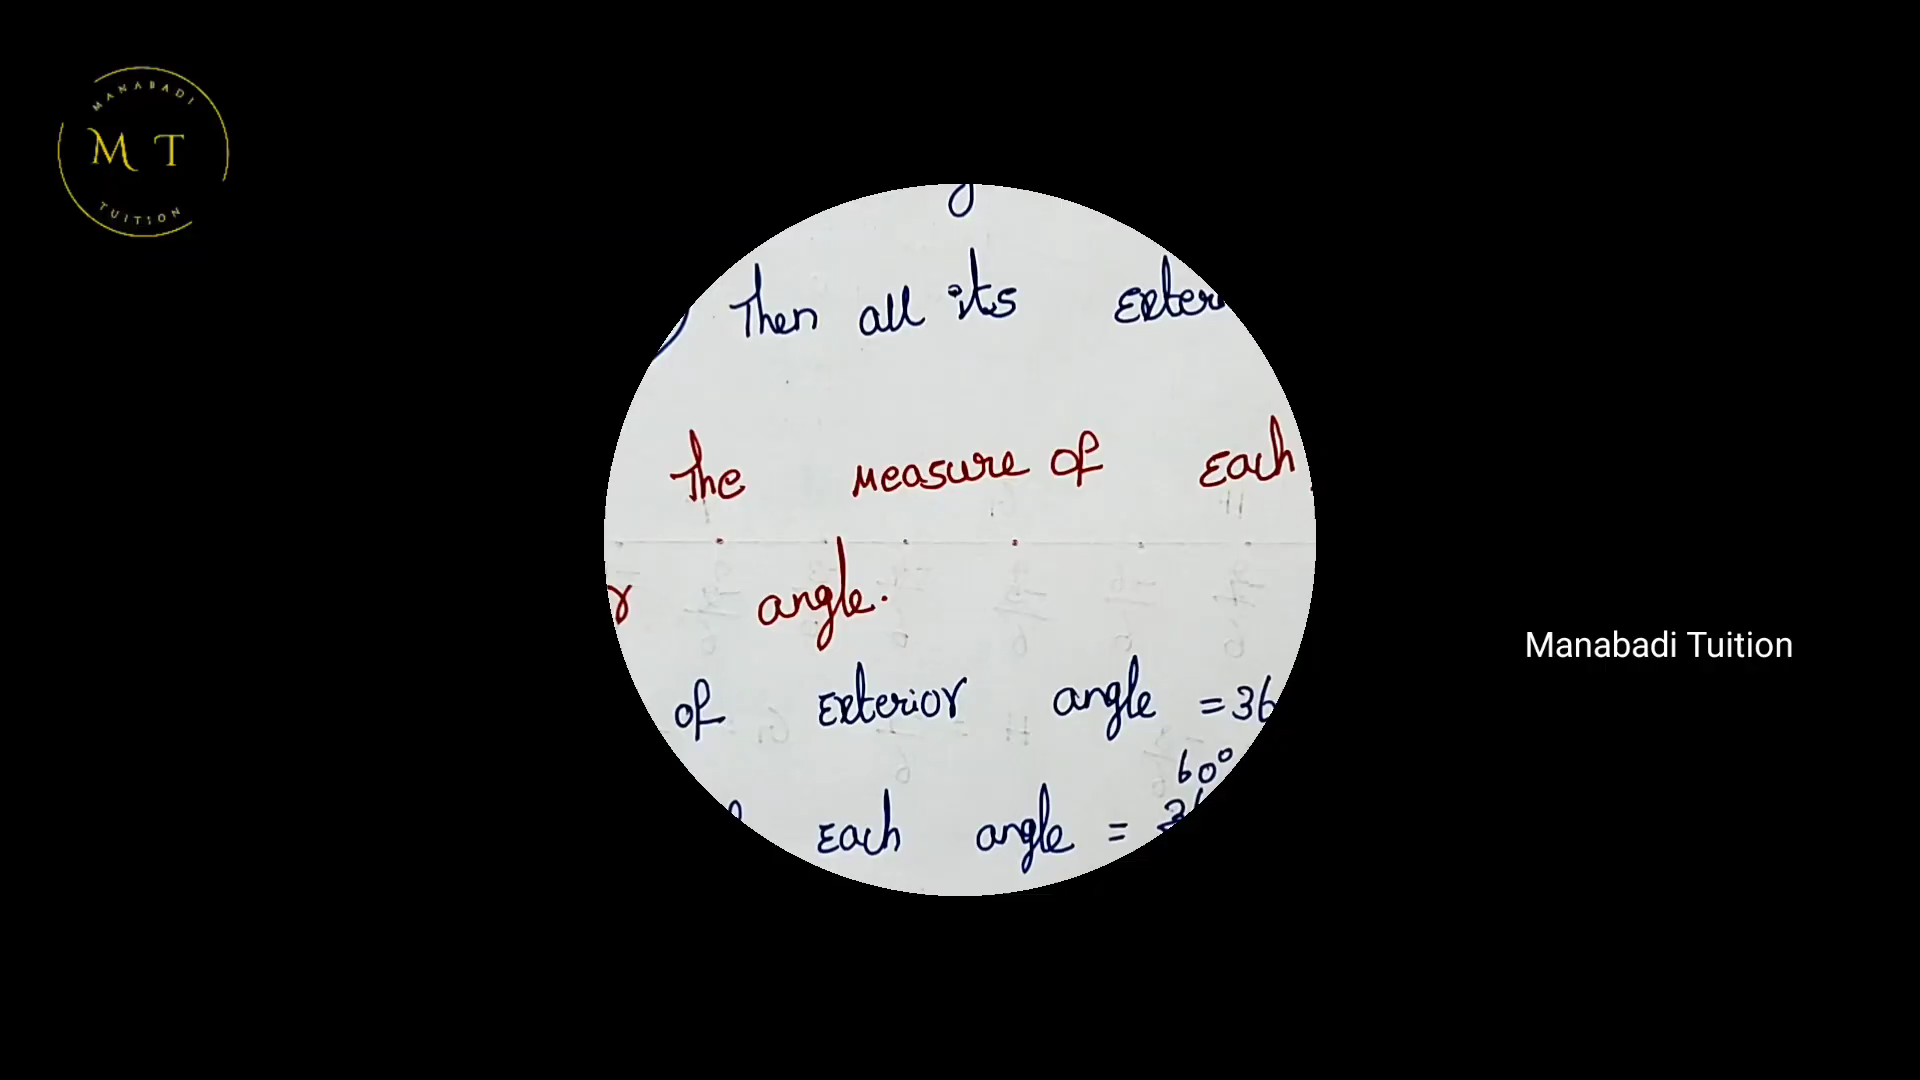 MANABADI
M T
TUITION
Then all its
The measure of each
angle.
of Exterior angle = 36
60°
Each angle =
Manabadi Tuition